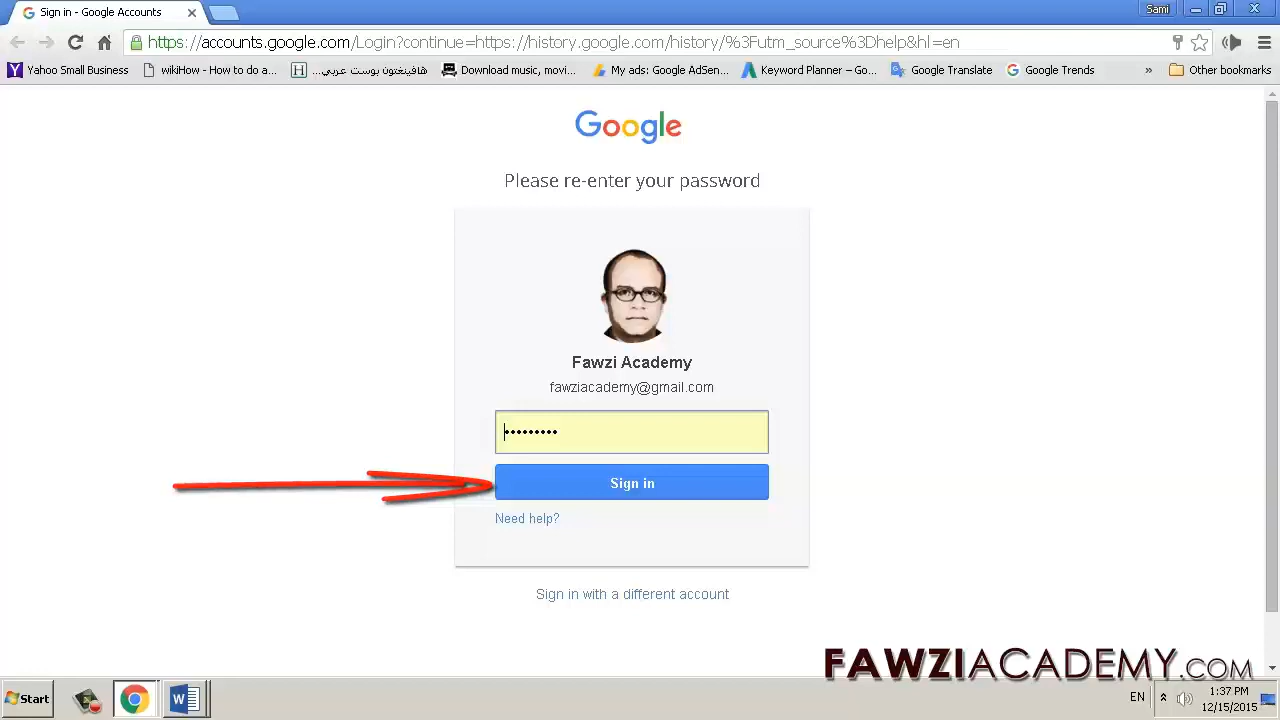 Sign in - Google Accounts
Sami
https://accounts.google.com/Login?continue=https://history.google.com/history/%3Futm_source%3Dhelp&hl=en
Yahoo Small Business
wikiHow - How to do a...
هافينغتون بوست عربي
Download music, mov...
My ads: Google Adsen...
Keyword Planner – Go...
Google Translate
Google Trends
»
Other bookmarks
Google
Please re-enter your password
Fawzi Academy
fawziacademy@gmail.com
•••••••••
Sign in
Need help?
Sign in with a different account
FAWZIACADEMY.COM
Start
EN
1:37 PM
12/15/2015